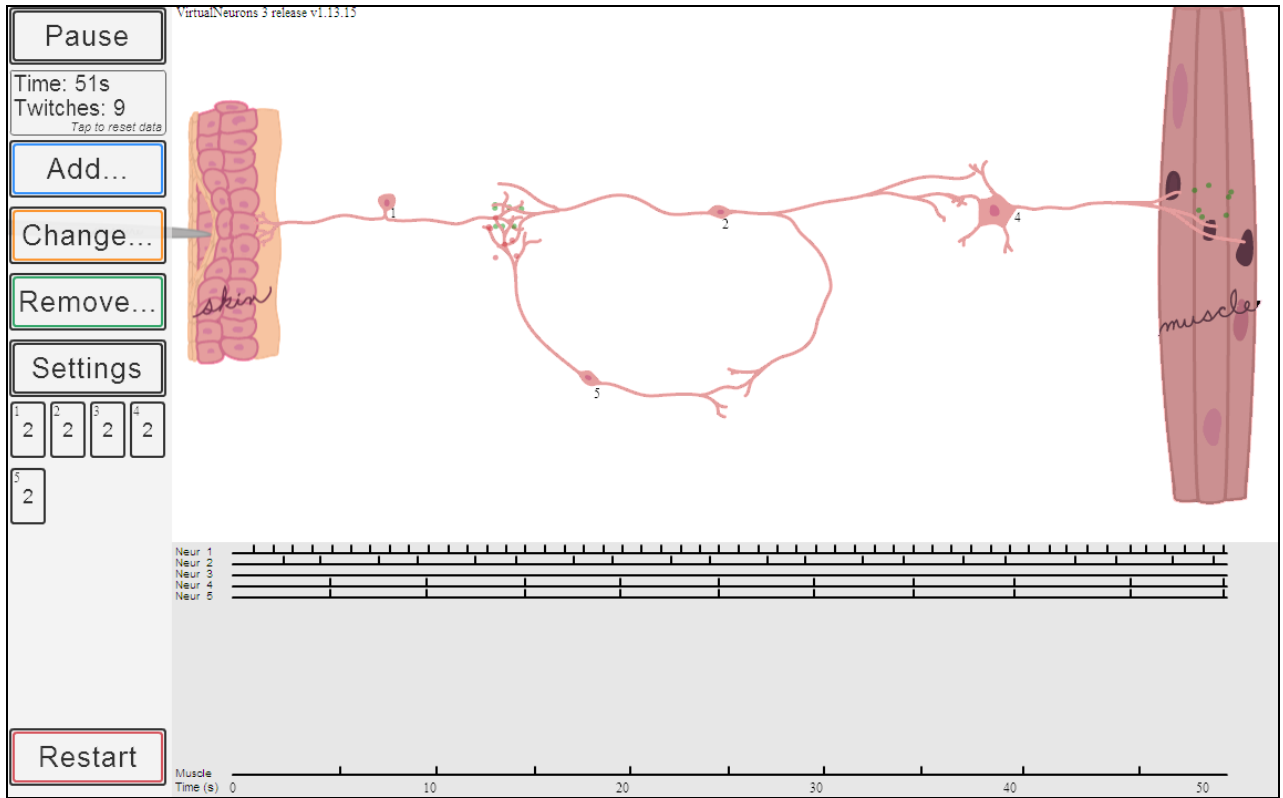 VirtualNeurons 3 release v1.13.15
Pause
Time: 51s
Twitches: 9
Tap to reset data
Add...
Change...
Remove...
Settings
1 2
2 2
3 2
4 2
5 2
Restart
skin
1
2
4
5
muscle
Neur 1
Neur 2
Neur 3
Neur 4
Neur 5
Muscle
Time (s) 0 10 20 30 40 50